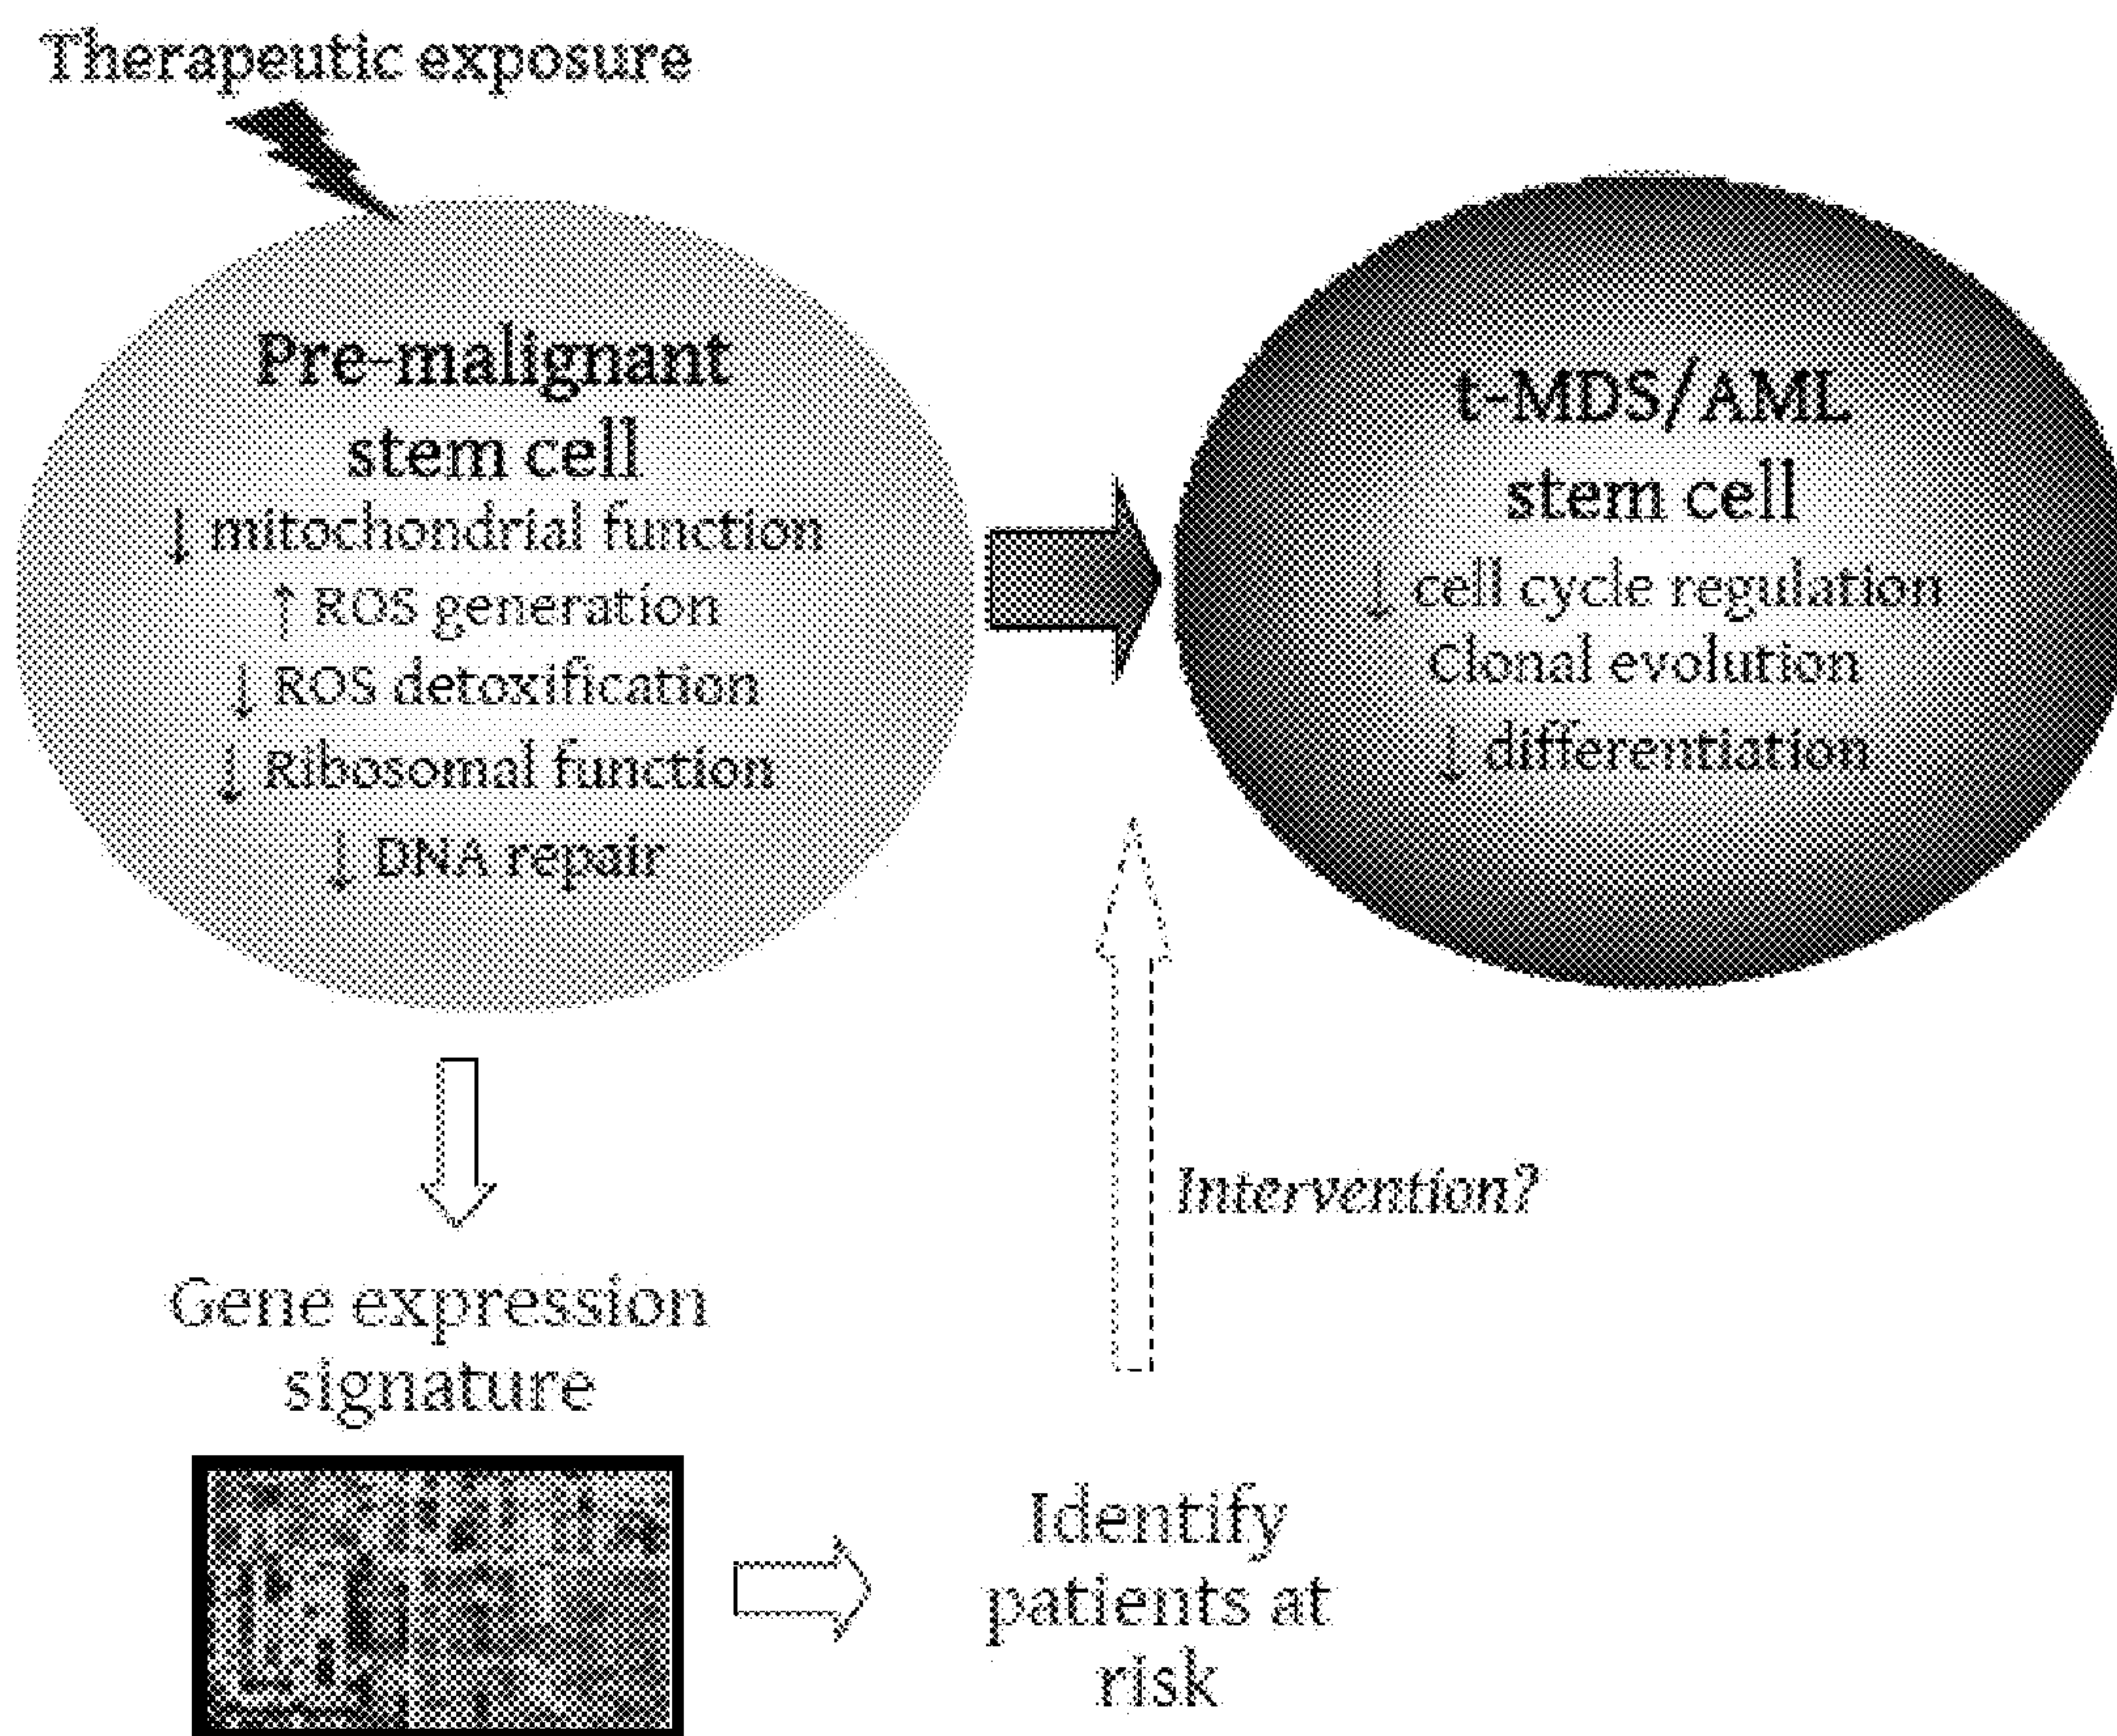 Therapeutic exposure
Pre-malignant
stem cell
↓ mitochondrial function
↑ ROS generation
↓ ROS detoxification
↓ Ribosomal function
↓ DNA repair
t-MDS/AML
stem cell
↓ cell cycle regulation
Clonal evolution
↓ differentiation
Intervention?
Gene expression
signature
Identify
patients at
risk